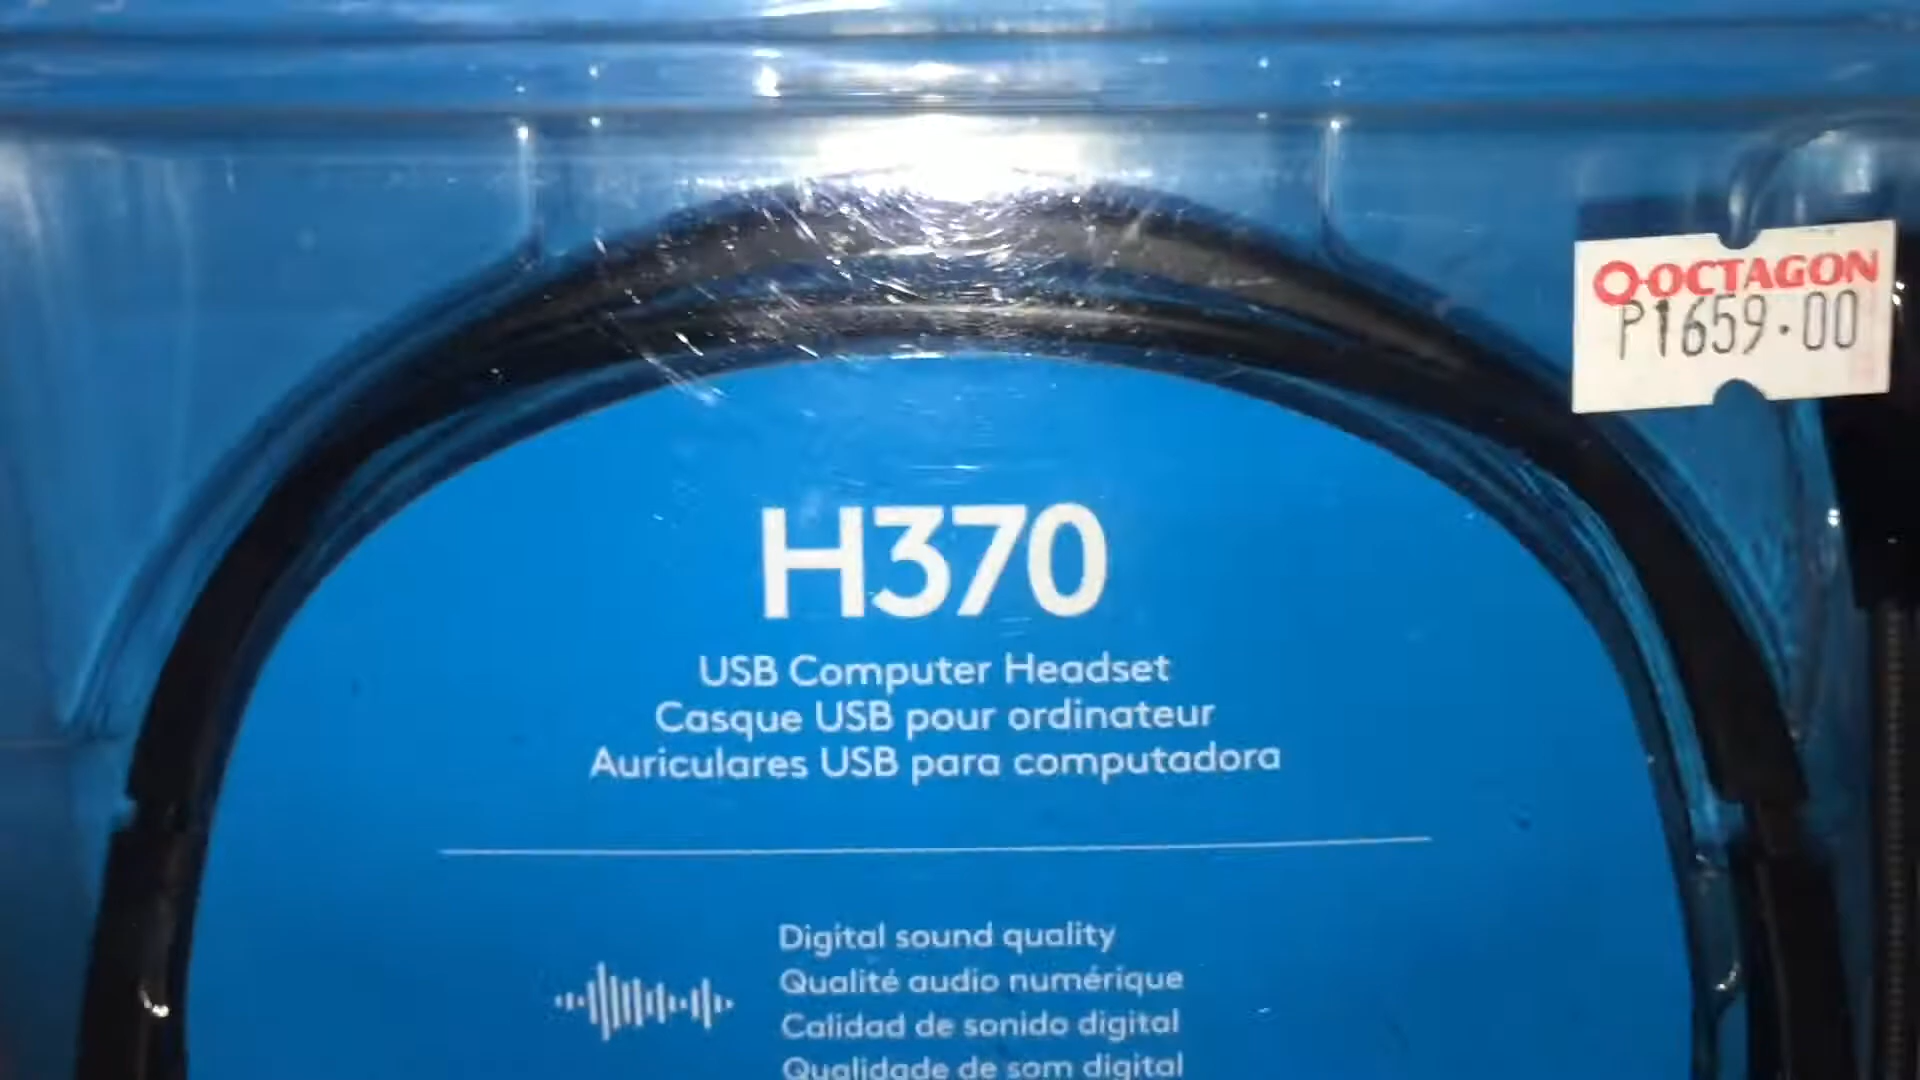 OCTAGON
P1659.00
H370
USB Computer Headset
Casque USB pour ordinateur
Auriculares USB para computadora
Digital sound quality
Qualité audio numérique
Calidad de sonido digital
Qualidade de som digital